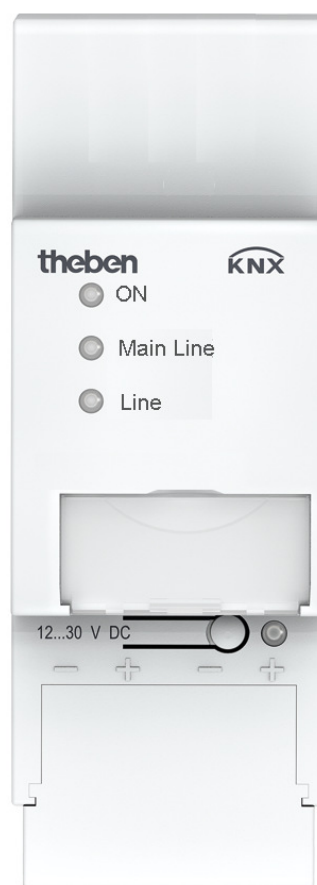 theben KNX
ON
Main Line
Line
12...30 V DC
− + − +